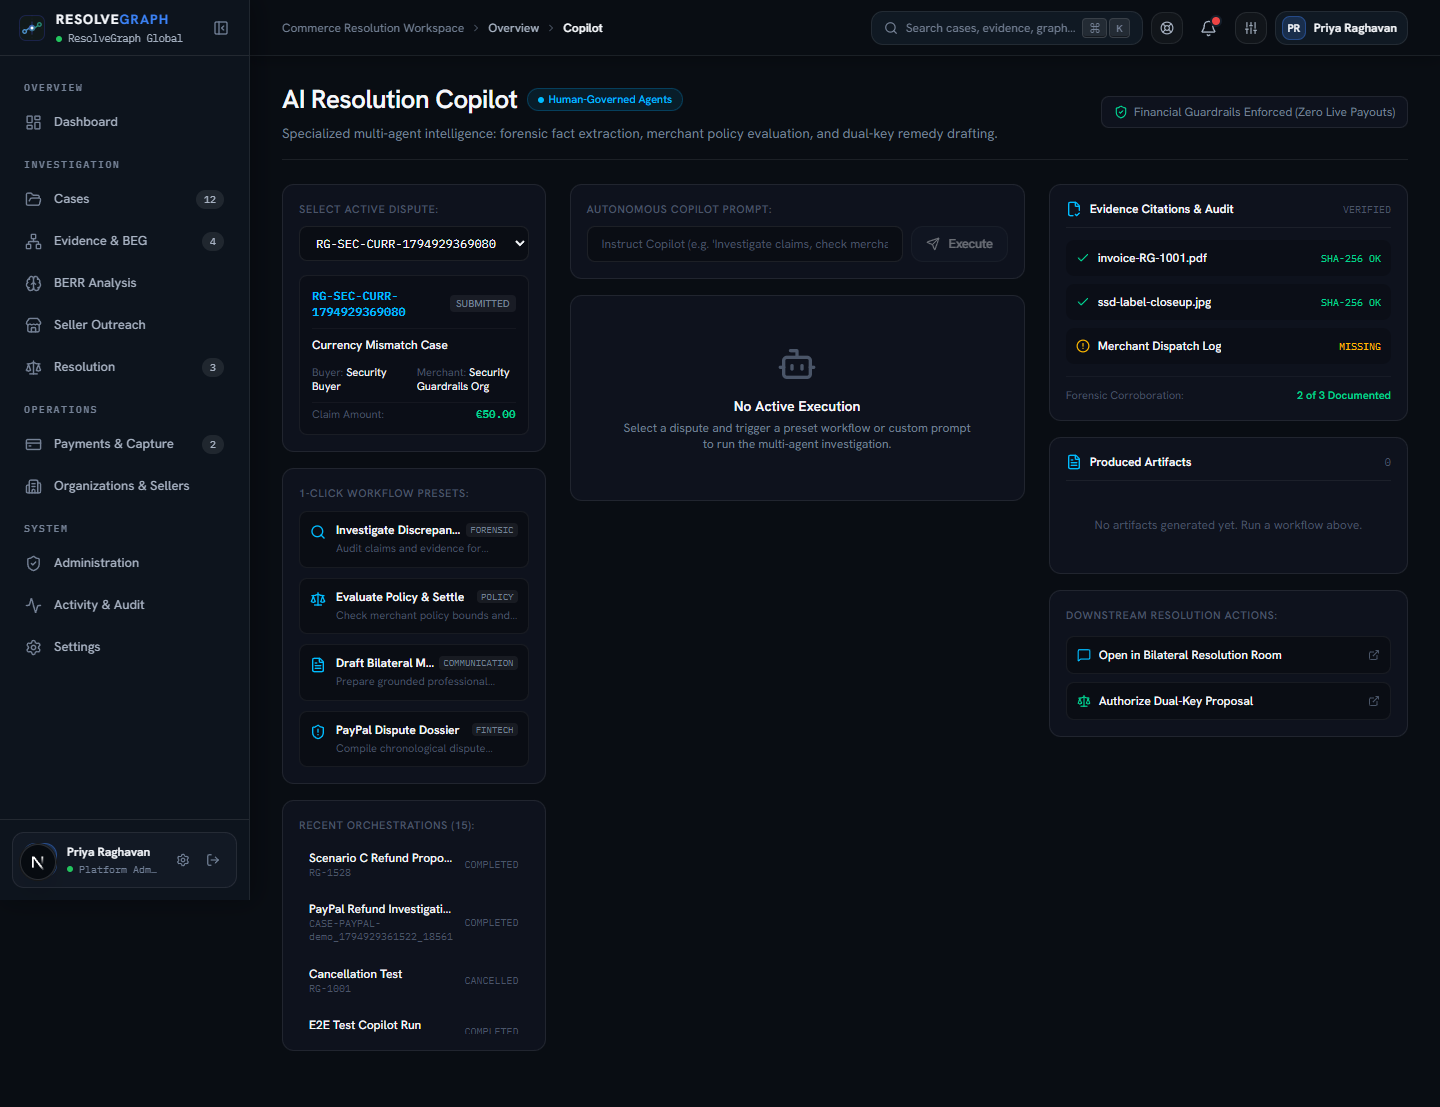 RESOLVEGRAPH
ResolveGraph Global
OVERVIEW
Dashboard
INVESTIGATION
Cases 12
Evidence & BEG 4
BERR Analysis
Seller Outreach
Resolution 3
OPERATIONS
Payments & Capture 2
Organizations & Sellers
SYSTEM
Administration
Activity & Audit
Settings
N
Priya Raghavan
Platform Adm…
Commerce Resolution Workspace > Overview > Copilot
Search cases, evidence, graph... ⌘ K
PR Priya Raghavan
AI Resolution Copilot
Human-Governed Agents
Specialized multi-agent intelligence: forensic fact extraction, merchant policy evaluation, and dual-key remedy drafting.
Financial Guardrails Enforced (Zero Live Payouts)
SELECT ACTIVE DISPUTE:
RG-SEC-CURR-1794929369080
RG-SEC-CURR-
1794929369080
SUBMITTED
Currency Mismatch Case
Buyer: Security
Buyer
Merchant: Security
Guardrails Org
Claim Amount: €50.00
1-CLICK WORKFLOW PRESETS:
Investigate Discrepan... FORENSIC
Audit claims and evidence for...
Evaluate Policy & Settle POLICY
Check merchant policy bounds and...
Draft Bilateral M... COMMUNICATION
Prepare grounded professional...
PayPal Dispute Dossier FINTECH
Compile chronological dispute...
RECENT ORCHESTRATIONS (15):
Scenario C Refund Propo...
RG-1528
COMPLETED
PayPal Refund Investigati...
CASE-PAYPAL-
demo_1794929361522_18561
COMPLETED
Cancellation Test
RG-1001
CANCELLED
E2E Test Copilot Run
COMPLETED
AUTONOMOUS COPILOT PROMPT:
Instruct Copilot (e.g. 'Investigate claims, check mercha
Execute
No Active Execution
Select a dispute and trigger a preset workflow or custom prompt
to run the multi-agent investigation.
Evidence Citations & Audit VERIFIED
invoice-RG-1001.pdf SHA-256 OK
ssd-label-closeup.jpg SHA-256 OK
Merchant Dispatch Log MISSING
Forensic Corroboration: 2 of 3 Documented
Produced Artifacts 0
No artifacts generated yet. Run a workflow above.
DOWNSTREAM RESOLUTION ACTIONS:
Open in Bilateral Resolution Room
Authorize Dual-Key Proposal